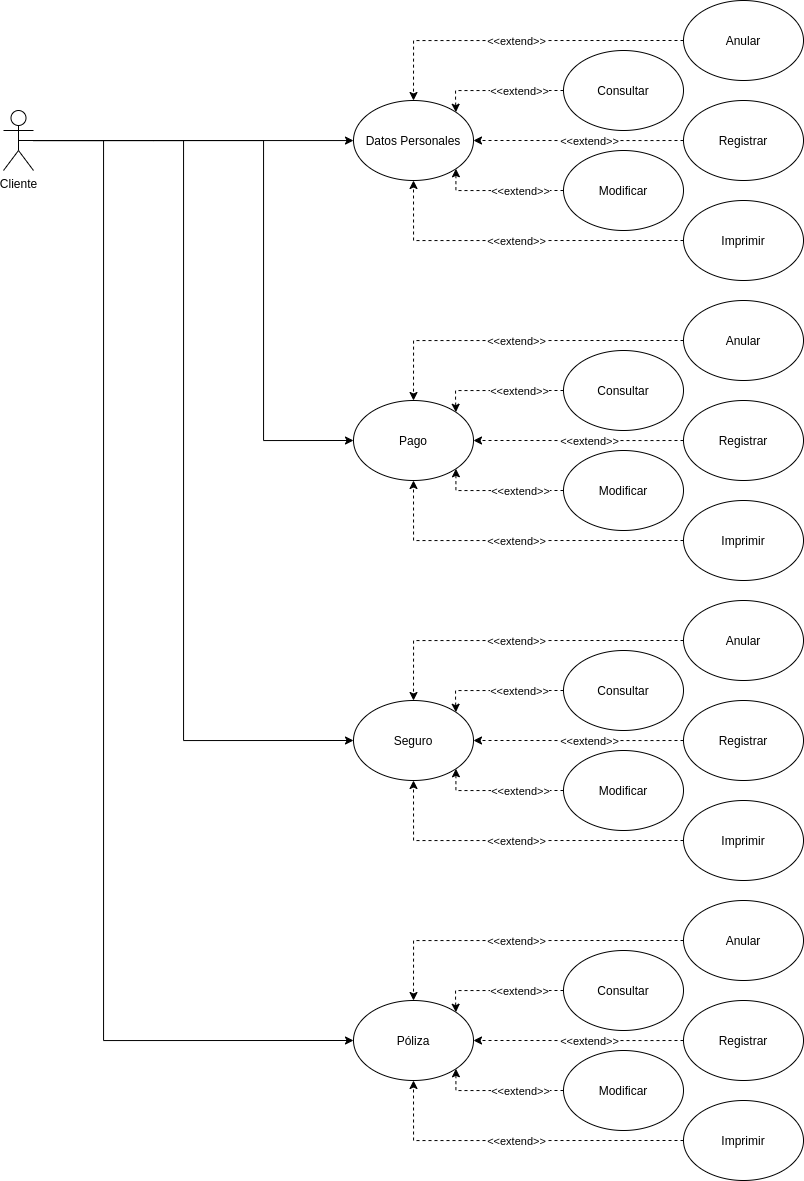 Anular
<<extend>>
Consultar
<<extend>>
Datos Personales
<<extend>>
Registrar
Cliente
<<extend>>
Modificar
<<extend>>
Imprimir
Anular
<<extend>>
Consultar
<<extend>>
Pago
<<extend>>
Registrar
<<extend>>
Modificar
<<extend>>
Imprimir
Anular
<<extend>>
Consultar
<<extend>>
Seguro
<<extend>>
Registrar
<<extend>>
Modificar
<<extend>>
Imprimir
Anular
<<extend>>
Consultar
<<extend>>
Póliza
<<extend>>
Registrar
<<extend>>
Modificar
<<extend>>
Imprimir